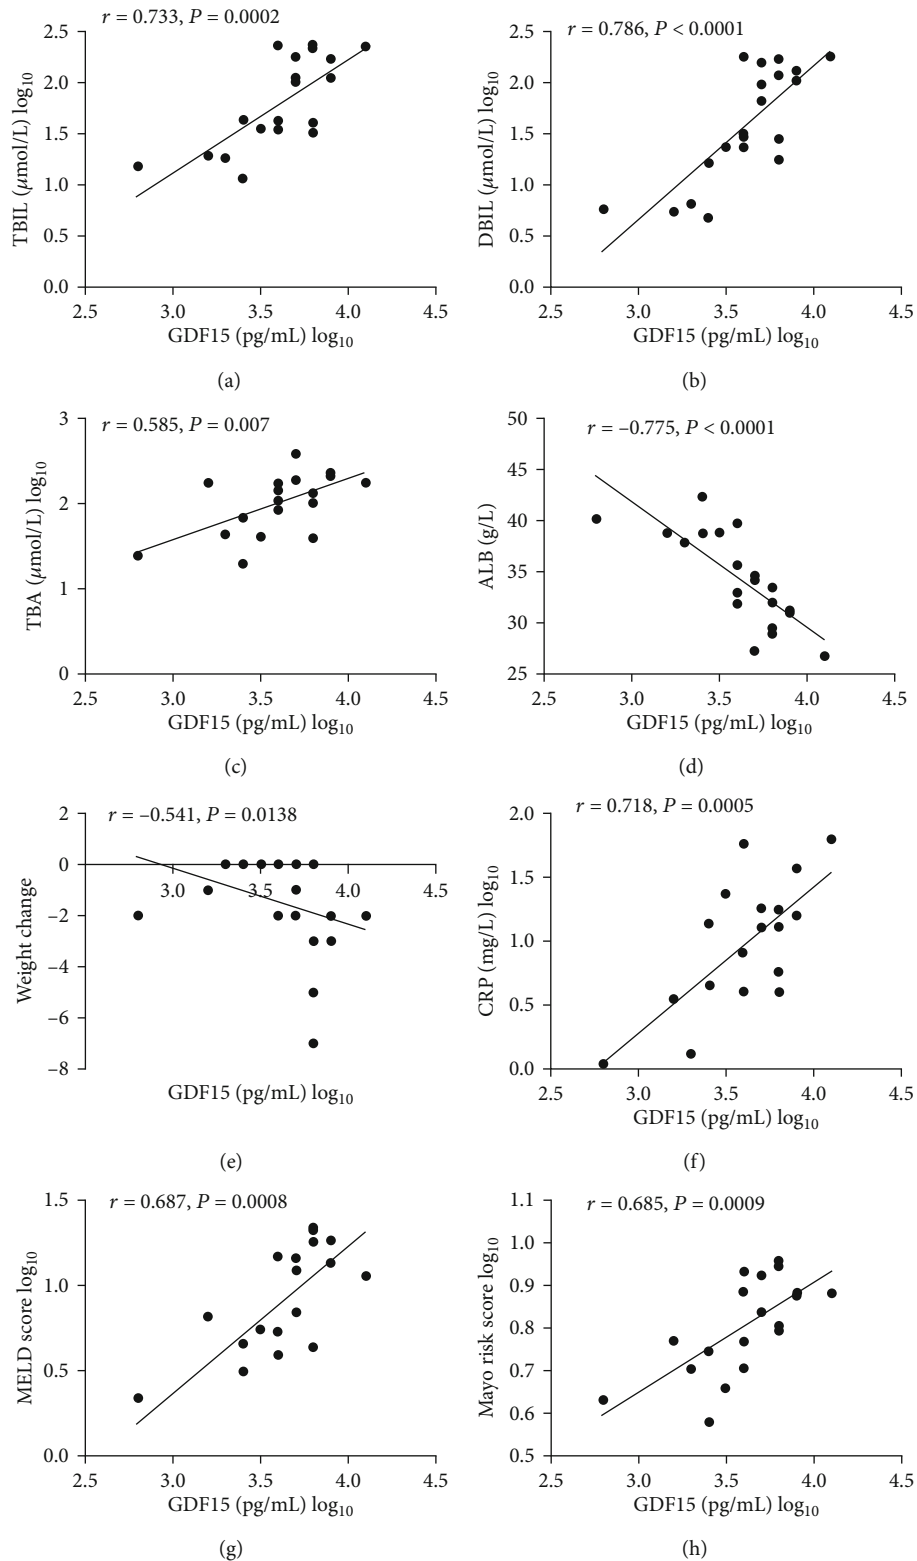 r = 0.733, P = 0.0002
2.5
2.0
1.5
1.0
0.5
0.0
TBIL (μmol/L) log10
2.5 3.0 3.5 4.0 4.5
GDF15 (pg/mL) log10
(a)
r = 0.786, P < 0.0001
2.5
2.0
1.5
1.0
0.5
0.0
DBIL (μmol/L) log10
2.5 3.0 3.5 4.0 4.5
GDF15 (pg/mL) log10
(b)
r = 0.585, P = 0.007
3
2
1
0
TBA (μmol/L) log10
2.5 3.0 3.5 4.0 4.5
GDF15 (pg/mL) log10
(c)
r = –0.775, P < 0.0001
50
45
40
35
30
25
ALB (g/L)
2.5 3.0 3.5 4.0 4.5
GDF15 (pg/mL) log10
(d)
r = –0.541, P = 0.0138
2
0
–2
–4
–6
–8
Weight change
3.0 3.5 4.0 4.5
GDF15 (pg/mL) log10
(e)
r = 0.718, P = 0.0005
2.0
1.5
1.0
0.5
0.0
CRP (mg/L) log10
2.5 3.0 3.5 4.0 4.5
GDF15 (pg/mL) log10
(f)
r = 0.687, P = 0.0008
1.5
1.0
0.5
0.0
MELD score log10
2.5 3.0 3.5 4.0 4.5
GDF15 (pg/mL) log10
(g)
r = 0.685, P = 0.0009
1.1
1.0
0.9
0.8
0.7
0.6
0.5
Mayo risk score log10
2.5 3.0 3.5 4.0 4.5
GDF15 (pg/mL) log10
(h)